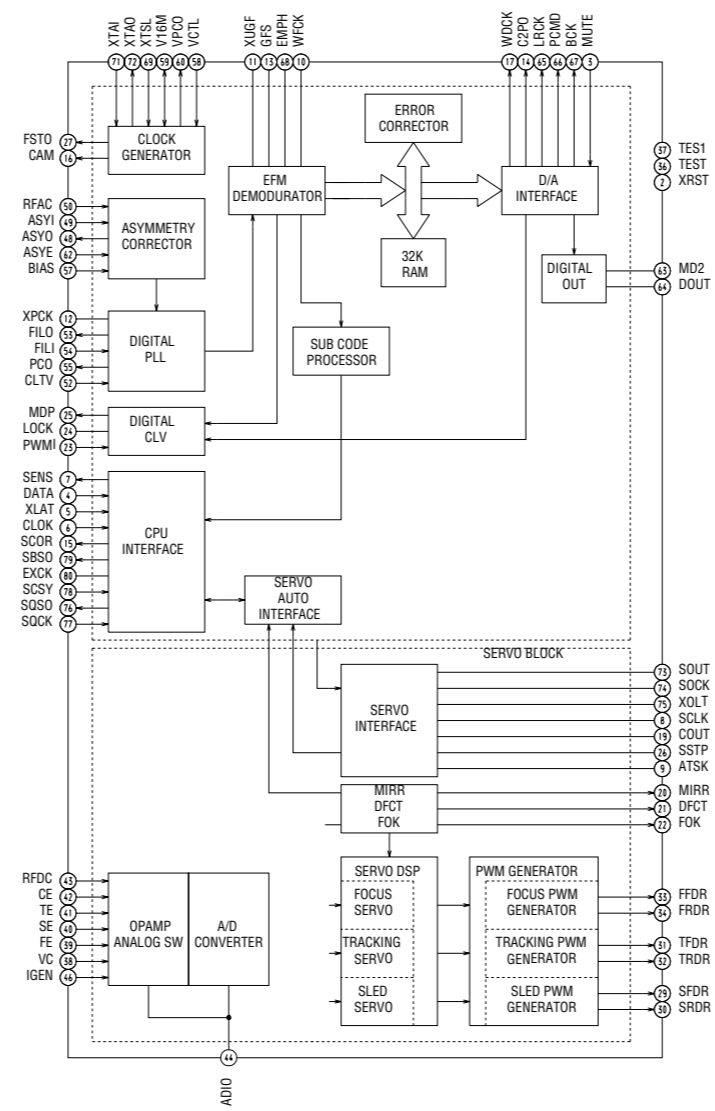 XTAI
XTAO
XTSL
V16M
VPCO
VCTL
XUGF
GFS
EMPH
WFCK
WDCK
C2PO
LRCK
PCMD
BCK
MUTE
71
72
69
59
60
58
11
13
68
10
17
14
65
66
67
3
FSTO 27
CAM 16
CLOCK
GENERATOR
ERROR
CORRECTOR
37 TES1
36 TEST
2 XRST
EFM
DEMODURATOR
D/A
INTERFACE
32K
RAM
RFAC 50
ASYI 49
ASYO 48
ASYE 62
BIAS 57
ASYMMETRY
CORRECTOR
DIGITAL
OUT
63 MD2
64 DOUT
XPCK 12
FILO 53
FILI 54
PCO 55
CLTV 52
DIGITAL
PLL
SUB CODE
PROCESSOR
MDP 25
LOCK 24
PWMI 23
DIGITAL
CLV
SENS 7
DATA 4
XLAT 5
CLOK 6
SCOR 15
SBSO 79
EXCK 80
SCSY 78
SQSO 76
SQCK 77
CPU
INTERFACE
SERVO
AUTO
INTERFACE
SERVO BLOCK
SERVO
INTERFACE
73 SOUT
74 SOCK
75 XOLT
8 SCLK
19 COUT
26 SSTP
9 ATSK
MIRR
DFCT
FOK
20 MIRR
21 DFCT
22 FOK
RFDC 43
CE 42
TE 41
SE 40
FE 39
VC 38
IGEN 46
OPAMP
ANALOG SW
A/D
CONVERTER
SERVO DSP
FOCUS
SERVO
TRACKING
SERVO
SLED
SERVO
PWM GENERATOR
FOCUS PWM
GENERATOR
TRACKING PWM
GENERATOR
SLED PWM
GENERATOR
33 FFDR
34 FRDR
31 TFDR
32 TRDR
29 SFDR
30 SRDR
44
ADIO